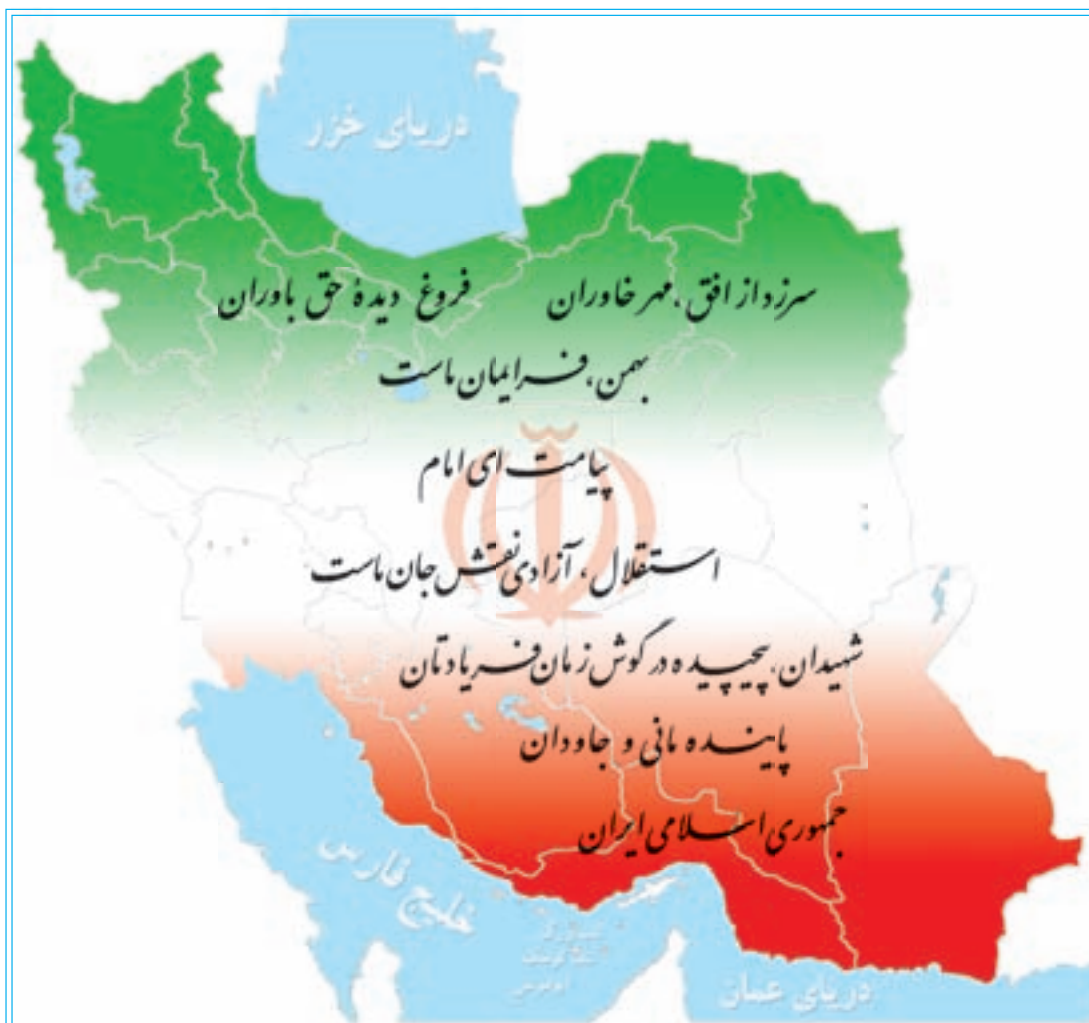 دریای خزر
سر زد از افق، مهر خاوران فروغ دیدهٔ حق باوران
بهمن، فر ایمان ماست
پیامت ای امام
استقلال، آزادی نقش جان ماست
شهیدان، پیچیده در گوش زمان فریادتان
پاینده مانی و جاودان
جمهوری اسلامی ایران
خلیج فارس
دریای عمان